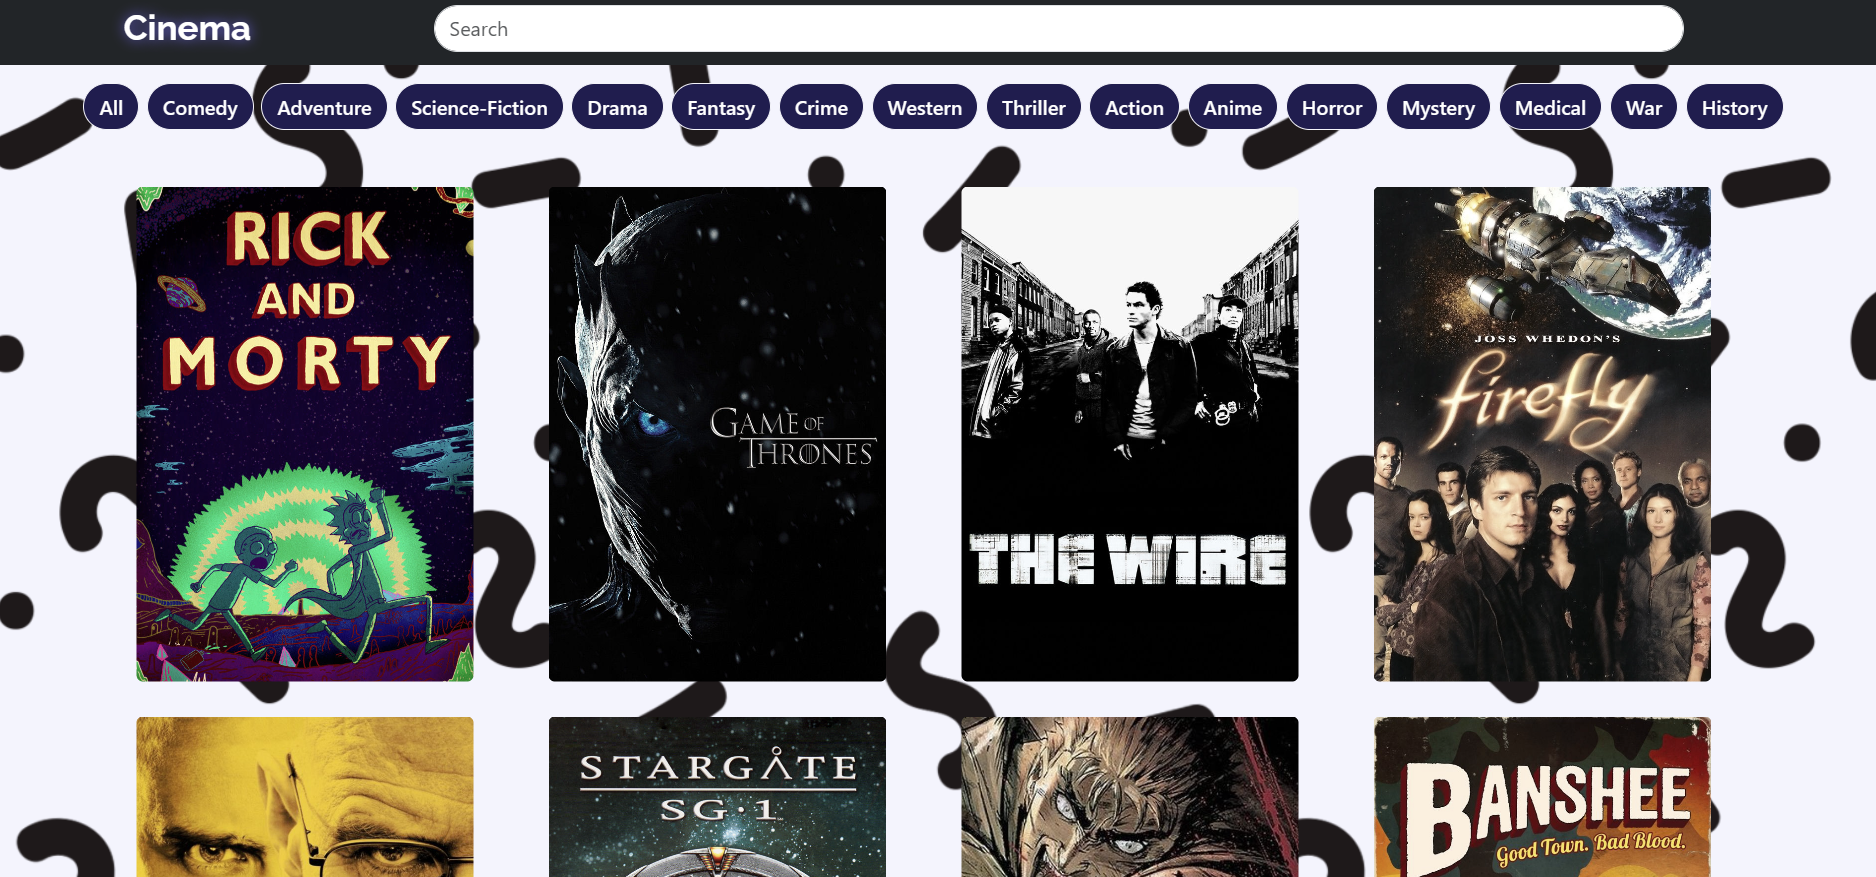 Cinema
Search
All Comedy Adventure Science-Fiction Drama Fantasy Crime Western Thriller Action Anime Horror Mystery Medical War History
RICK
AND
MORTY
GAME OF
THRONES
THE WIRE
JOSS WHEDON'S
firefly
STARGATE
SG·1
BANSHEE
Good Town. Bad Blood.